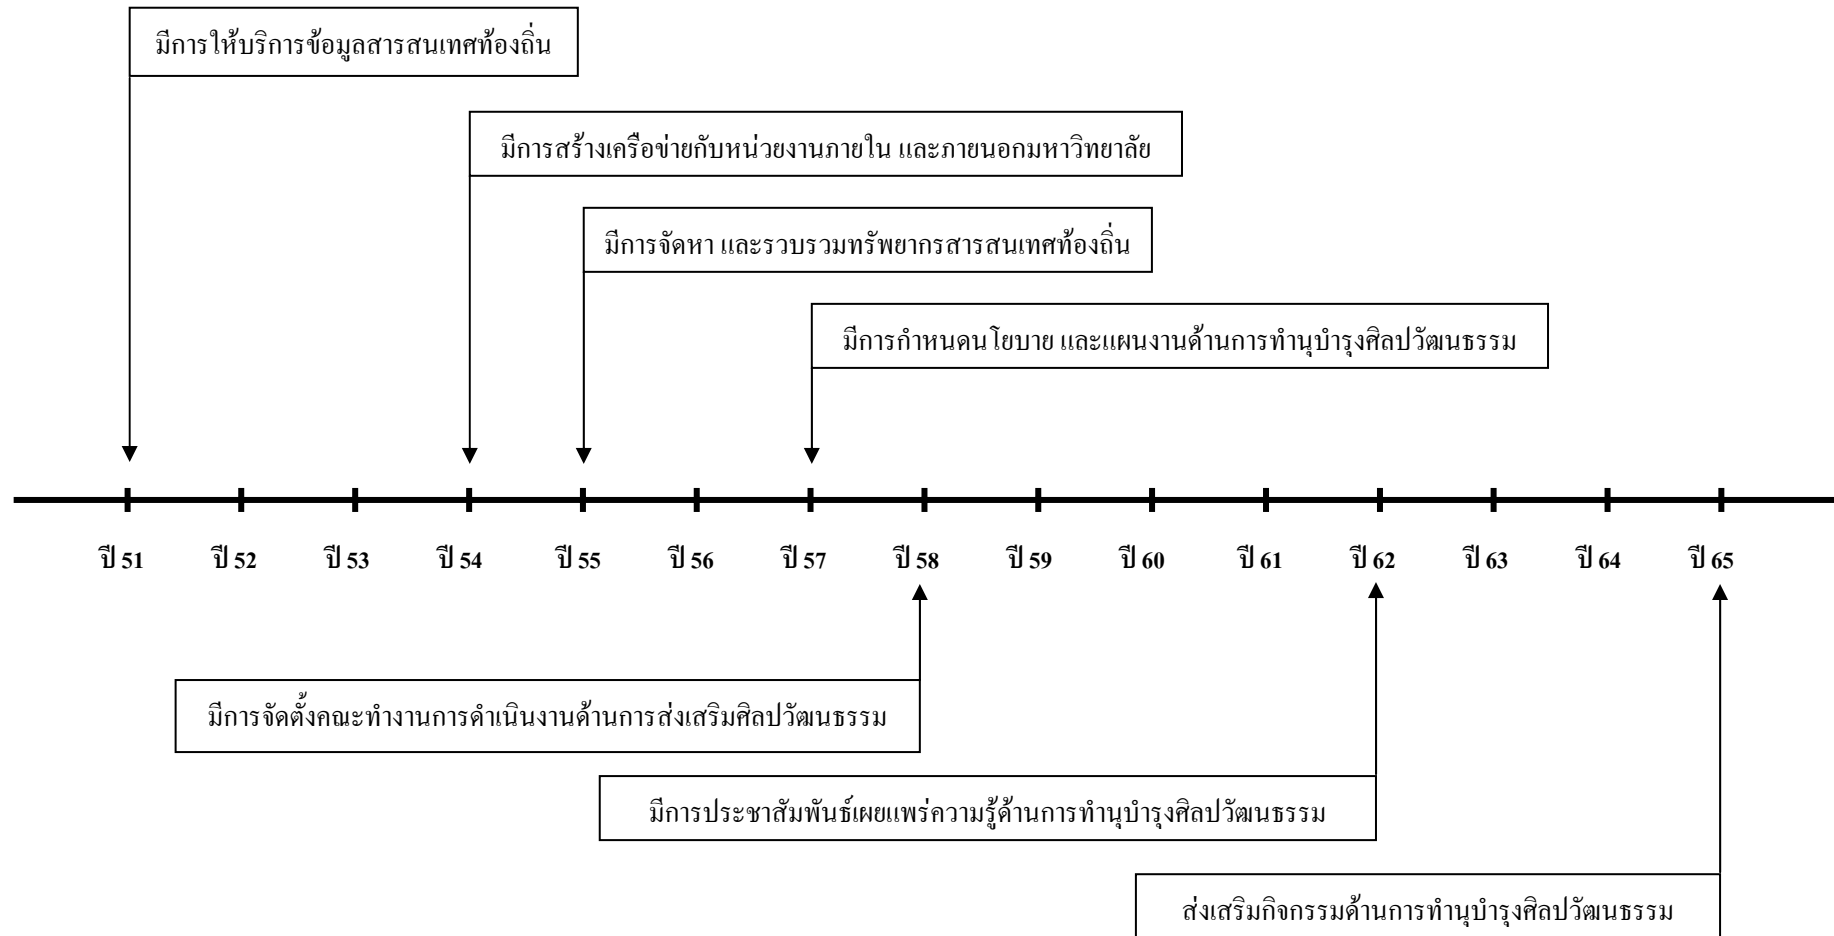 มีการให้บริการข้อมูลสารสนเทศท้องถิ่น
มีการสร้างเครือข่ายกับหน่วยงานภายใน และภายนอกมหาวิทยาลัย
มีการจัดหา และรวบรวมทรัพยากรสารสนเทศท้องถิ่น
มีการกำหนดนโยบาย และแผนงานด้านการทำนุบำรุงศิลปวัฒนธรรม
ปี 51 ปี 52 ปี 53 ปี 54 ปี 55 ปี 56 ปี 57 ปี 58 ปี 59 ปี 60 ปี 61 ปี 62 ปี 63 ปี 64 ปี 65
มีการจัดตั้งคณะทำงานการดำเนินงานด้านการส่งเสริมศิลปวัฒนธรรม
มีการประชาสัมพันธ์เผยแพร่ความรู้ด้านการทำนุบำรุงศิลปวัฒนธรรม
ส่งเสริมกิจกรรมด้านการทำนุบำรุงศิลปวัฒนธรรม